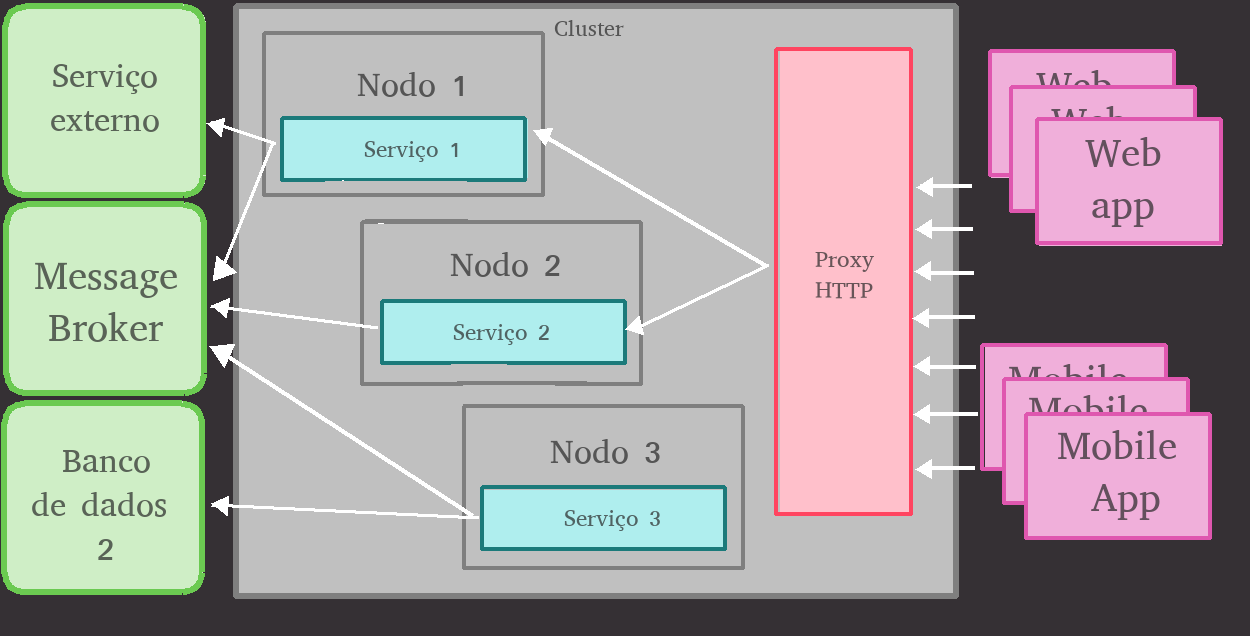 Serviço
externo
Message
Broker
Banco
de dados
2
Cluster
Nodo 1
Serviço 1
Nodo 2
Serviço 2
Nodo 3
Serviço 3
Proxy
HTTP
Web
Web
Web
app
Mobile
Mobile
Mobile
App